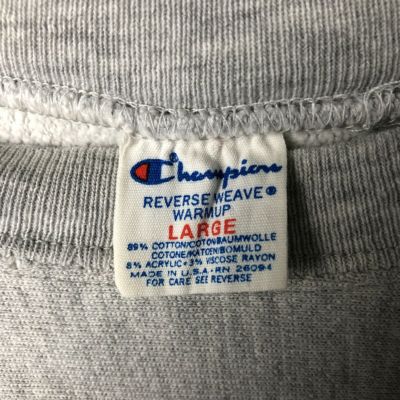 Champion
REVERSE WEAVE®
WARMUP
LARGE
89% COTTON/COTON/BAUMWOLLE
COTONE/KATOEN/BOMULD
8% ACRYLIC • 3% VISCOSE RAYON
MADE IN U.S.A. • RN 26094
FOR CARE SEE REVERSE